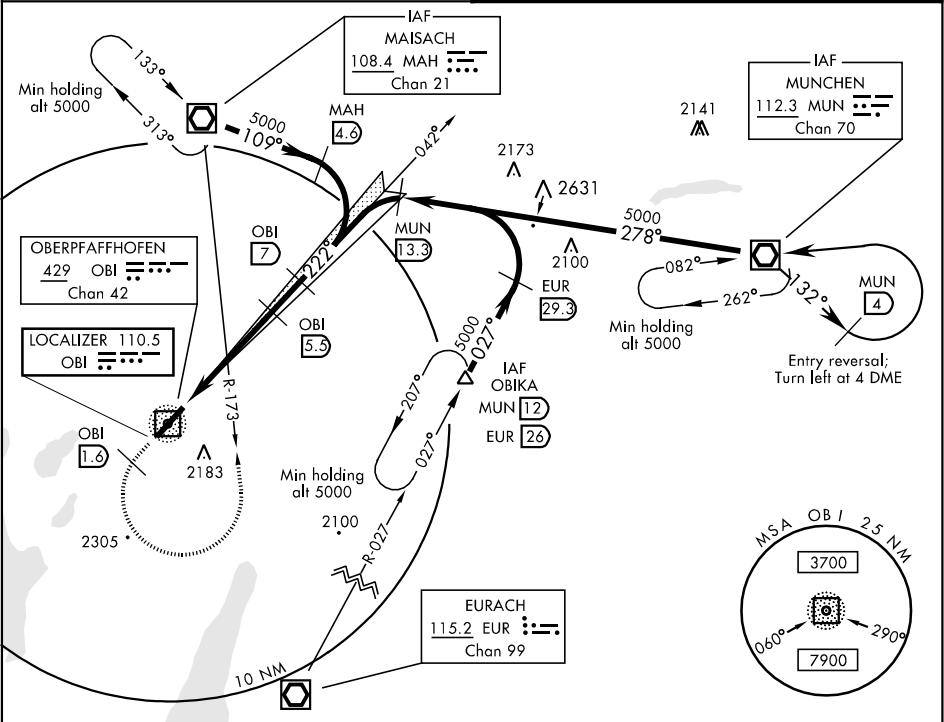 IAF
MAISACH
108.4 MAH
Chan 21
IAF
MUNCHEN
112.3 MUN
Chan 70
133°
313°
Min holding
alt 5000
5000
109°
MAH
4.6
042°
2173
2141
2631
5000
278°
2100
082°
262°
132°
MUN
4
Min holding
alt 5000
Entry reversal;
Turn left at 4 DME
OBERPFAFFHOFEN
429 OBI
Chan 42
OBI
7
222°
MUN
13.3
EUR
29.3
OBI
5.5
LOCALIZER 110.5
OBI
5000
027°
IAF
OBIKA
MUN 12
EUR 26
207°
027°
R-173
OBI
1.6
2183
2305
Min holding
alt 5000
2100
R-027
EURACH
115.2 EUR
Chan 99
10 NM
MSA OBI 25 NM
3700
060°
290°
7900